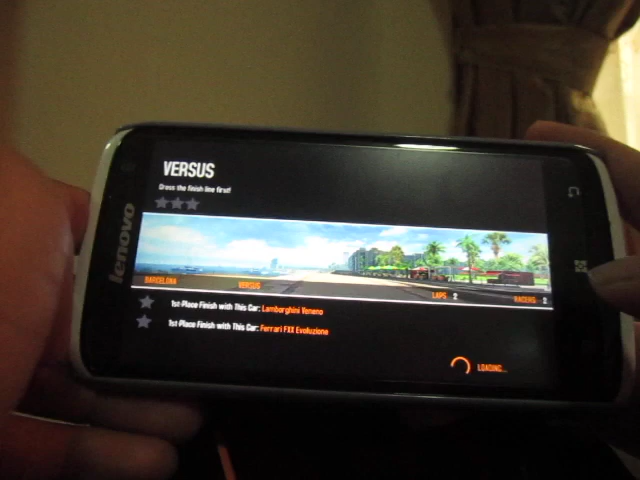 lenovo
VERSUS
Cross the finish line first!
BARCELONA VERSUS LAPS 2 RACERS 2
1st-Place Finish with This Car: Lamborghini Veneno
1st-Place Finish with This Car: Ferrari FXX Evoluzione
LOADING...